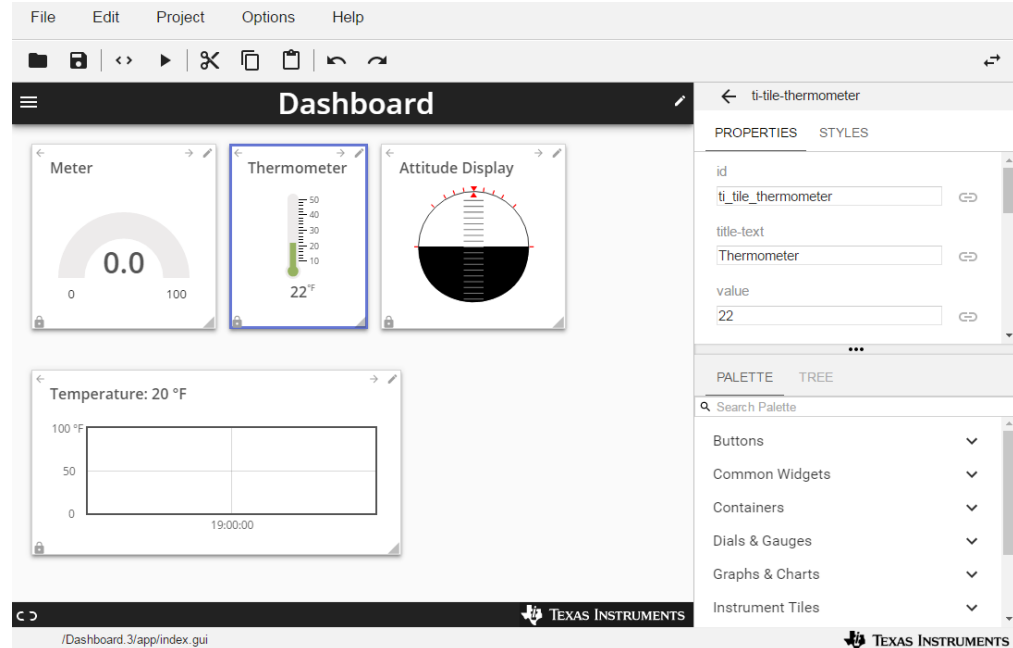 File Edit Project Options Help
Dashboard
ti-tile-thermometer
PROPERTIES STYLES
id
ti_tile_thermometer
title-text
Thermometer
value
22
Meter
0.0
0 100
Thermometer
50
40
30
20
10
22°F
Attitude Display
Temperature: 20 °F
100 °F
50
0
19:00:00
PALETTE TREE
Search Palette
Buttons
Common Widgets
Containers
Dials & Gauges
Graphs & Charts
Instrument Tiles
TEXAS INSTRUMENTS
/Dashboard.3/app/index.gui
TEXAS INSTRUMENTS